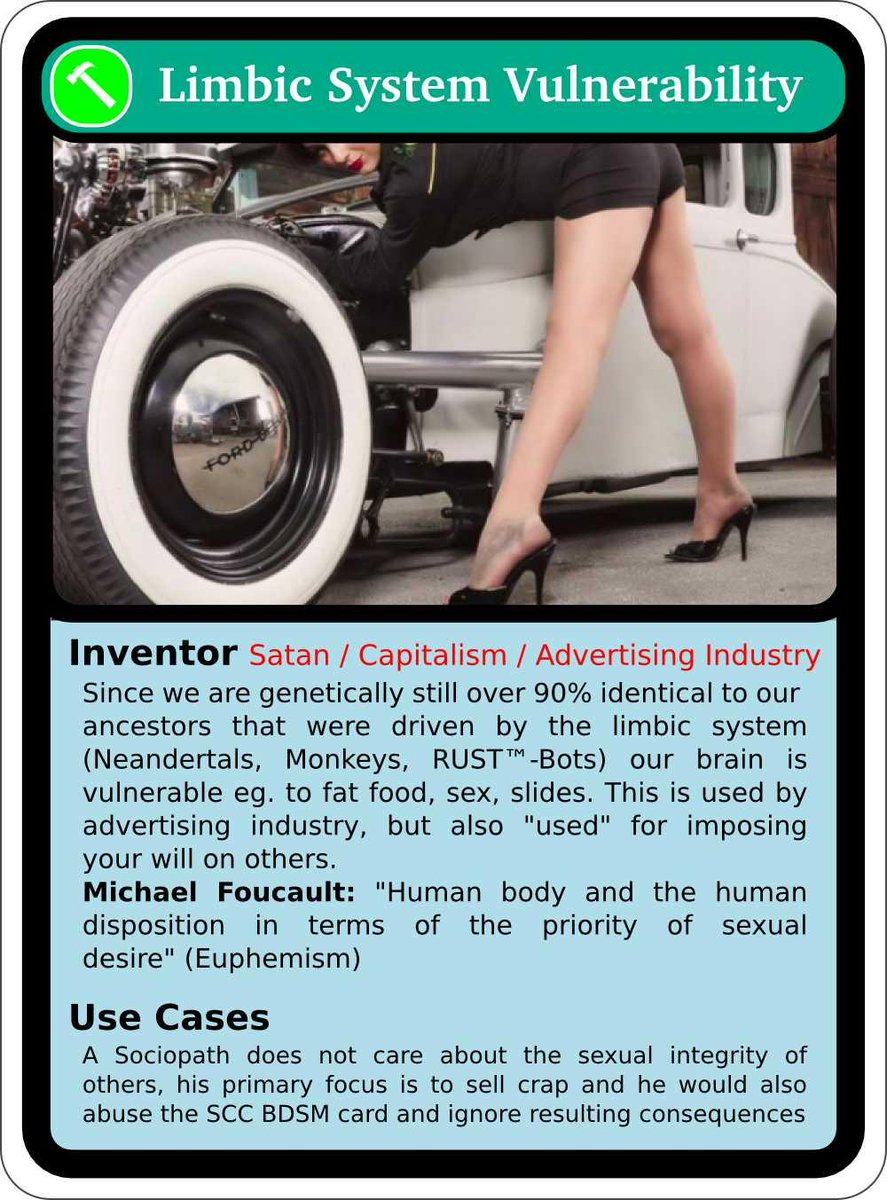 Limbic System Vulnerability
FORD
Inventor Satan / Capitalism / Advertising Industry
Since we are genetically still over 90% identical to our
ancestors that were driven by the limbic system
(Neandertals, Monkeys, RUST™-Bots) our brain is
vulnerable eg. to fat food, sex, slides. This is used by
advertising industry, but also "used" for imposing
your will on others.
Michael Foucault: "Human body and the human
disposition in terms of the priority of sexual
desire" (Euphemism)
Use Cases
A Sociopath does not care about the sexual integrity of
others, his primary focus is to sell crap and he would also
abuse the SCC BDSM card and ignore resulting consequences